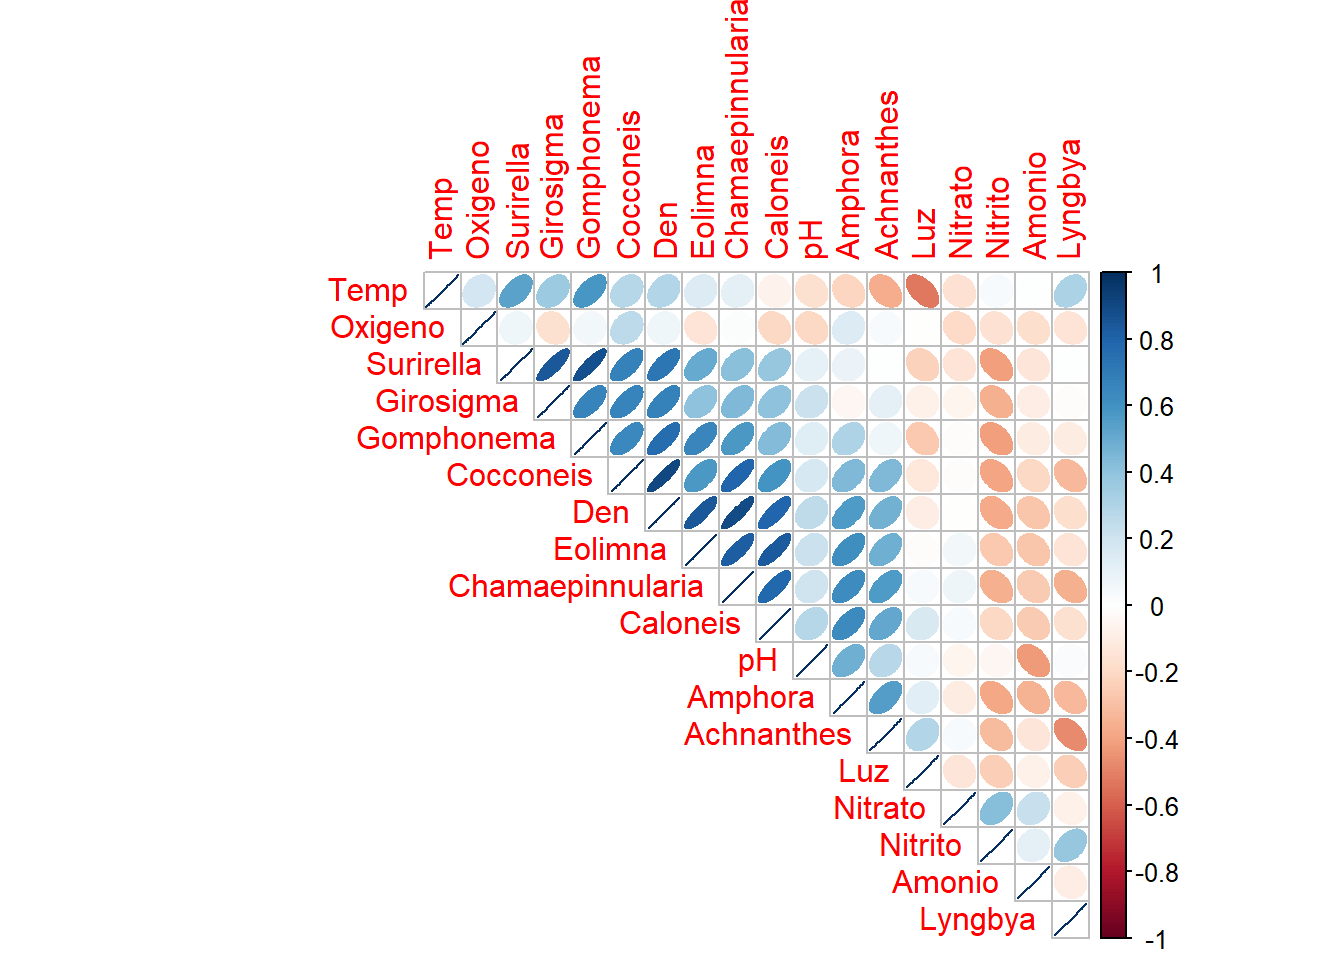 Temp
Oxigeno
Surirella
Girosigma
Gomphonema
Cocconeis
Den
Eolimna
Chamaepinnularia
Caloneis
pH
Amphora
Achnanthes
Luz
Nitrato
Nitrito
Amonio
Lyngbya
Temp
Oxigeno
Surirella
Girosigma
Gomphonema
Cocconeis
Den
Eolimna
Chamaepinnularia
Caloneis
pH
Amphora
Achnanthes
Luz
Nitrato
Nitrito
Amonio
Lyngbya
1
0.8
0.6
0.4
0.2
0
-0.2
-0.4
-0.6
-0.8
-1